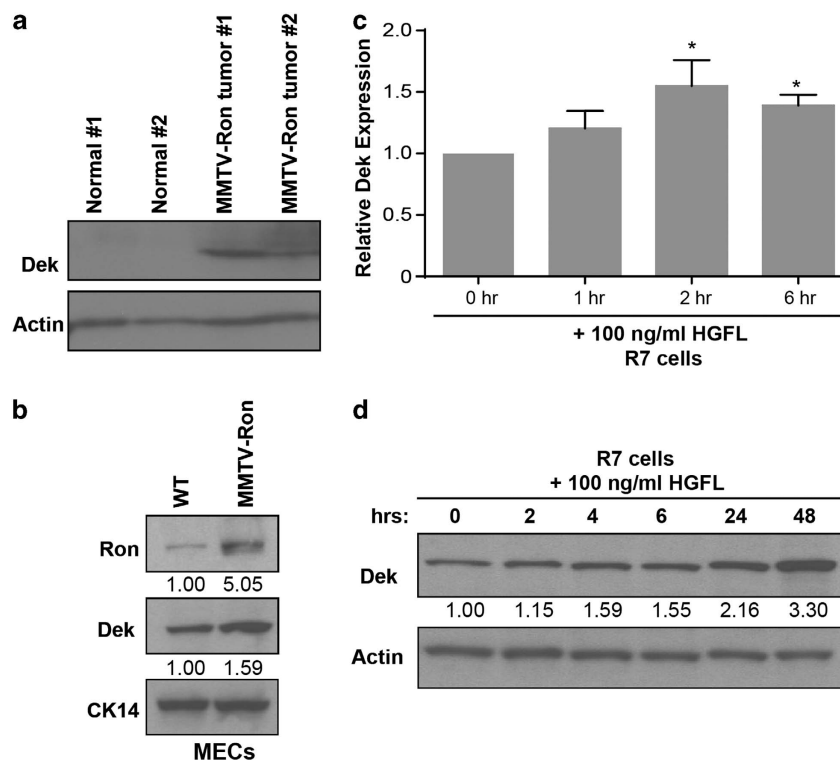 a
Normal #1
Normal #2
MMTV-Ron tumor #1
MMTV-Ron tumor #2
Dek
Actin
b
WT
MMTV-Ron
Ron
1.00 5.05
Dek
1.00 1.59
CK14
MECs
c
Relative Dek Expression
2.0
1.5
1.0
0.5
0
*
*
0 hr 1 hr 2 hr 6 hr
+ 100 ng/ml HGFL
R7 cells
d
R7 cells
+ 100 ng/ml HGFL
hrs: 0 2 4 6 24 48
Dek
1.00 1.15 1.59 1.55 2.16 3.30
Actin